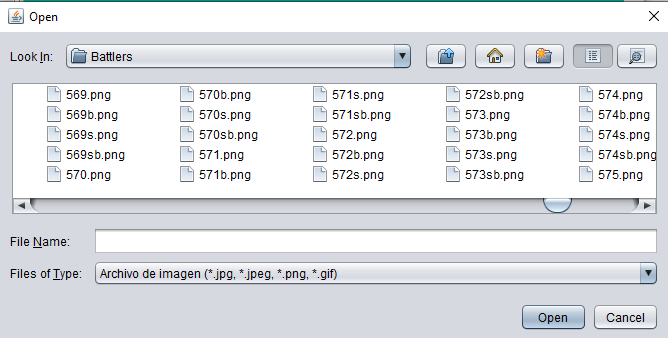 Open
Look In: Battlers
569.png 570b.png 571s.png 572sb.png 574.png
569b.png 570s.png 571sb.png 573.png 574b.png
569s.png 570sb.png 572.png 573b.png 574s.png
569sb.png 571.png 572b.png 573s.png 574sb.png
570.png 571b.png 572s.png 573sb.png 575.png
File Name:
Files of Type: Archivo de imagen (*.jpg, *.jpeg, *.png, *.gif)
Open Cancel